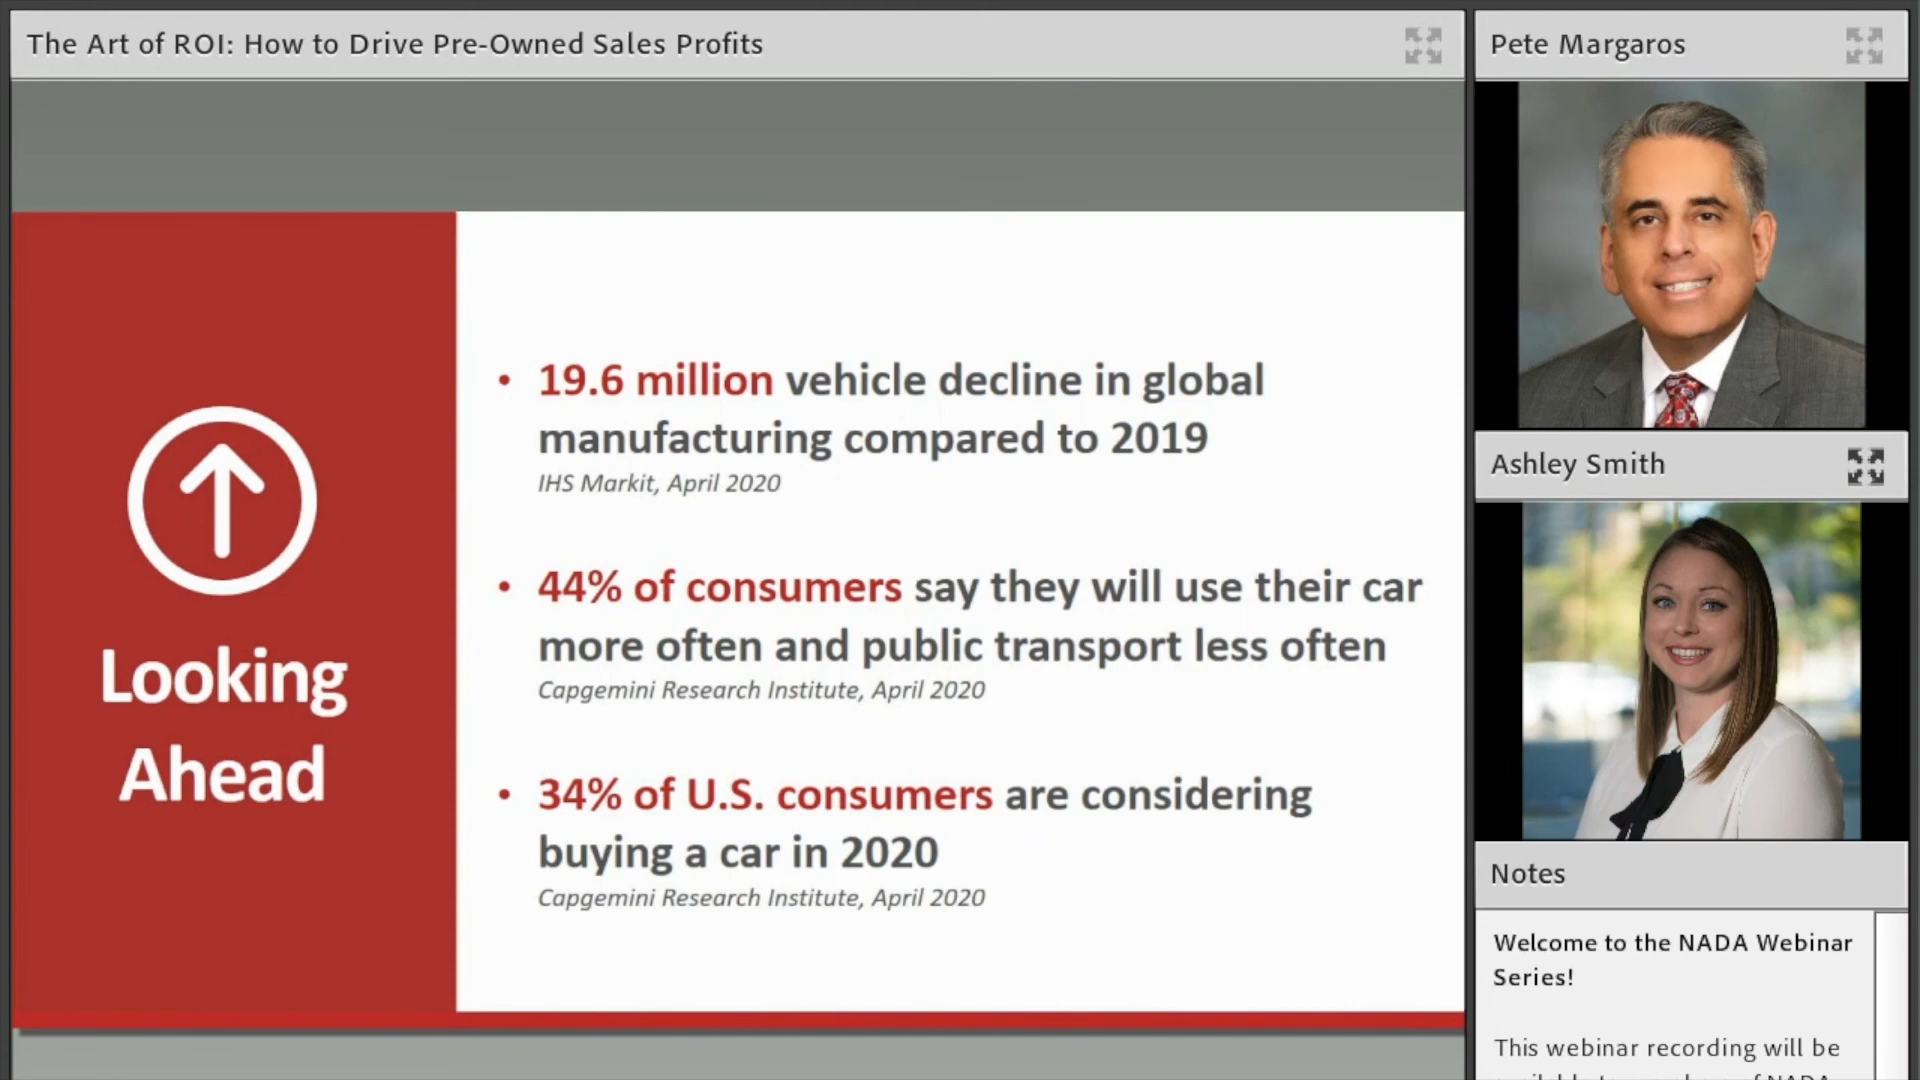 The Art of ROI: How to Drive Pre-Owned Sales Profits
Looking
Ahead
• 19.6 million vehicle decline in global
manufacturing compared to 2019
IHS Markit, April 2020
• 44% of consumers say they will use their car
more often and public transport less often
Capgemini Research Institute, April 2020
• 34% of U.S. consumers are considering
buying a car in 2020
Capgemini Research Institute, April 2020
Pete Margaros
Ashley Smith
Notes
Welcome to the NADA Webinar
Series!
This webinar recording will be